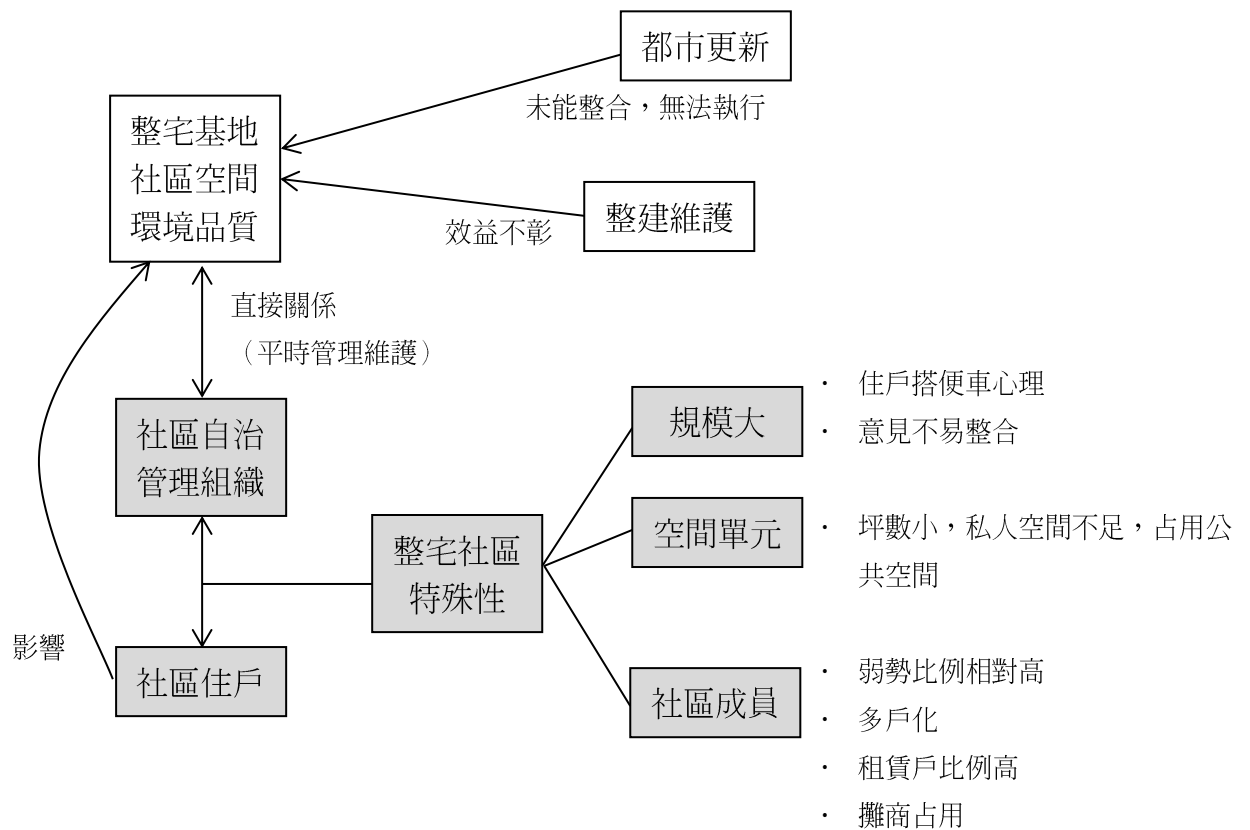 都市更新
未能整合，無法執行
整宅基地
社區空間
環境品質
整建維護
效益不彰
直接關係
（平時管理維護）
社區自治
管理組織
規模大
· 住戶搭便車心理
· 意見不易整合
整宅社區
特殊性
空間單元
· 坪數小，私人空間不足，占用公
共空間
影響
社區住戶
社區成員
· 弱勢比例相對高
· 多戶化
· 租賃戶比例高
· 攤商占用